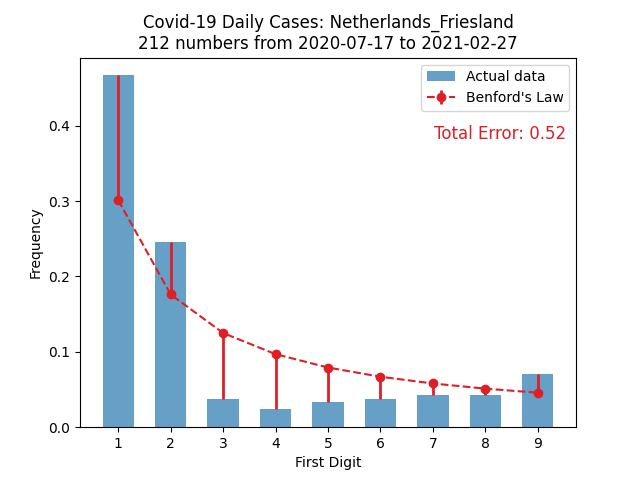 Covid-19 Daily Cases: Netherlands_Friesland
212 numbers from 2020-07-17 to 2021-02-27
Actual data
Benford's Law
Total Error: 0.52
Frequency
0.4
0.3
0.2
0.1
0.0
1 2 3 4 5 6 7 8 9
First Digit